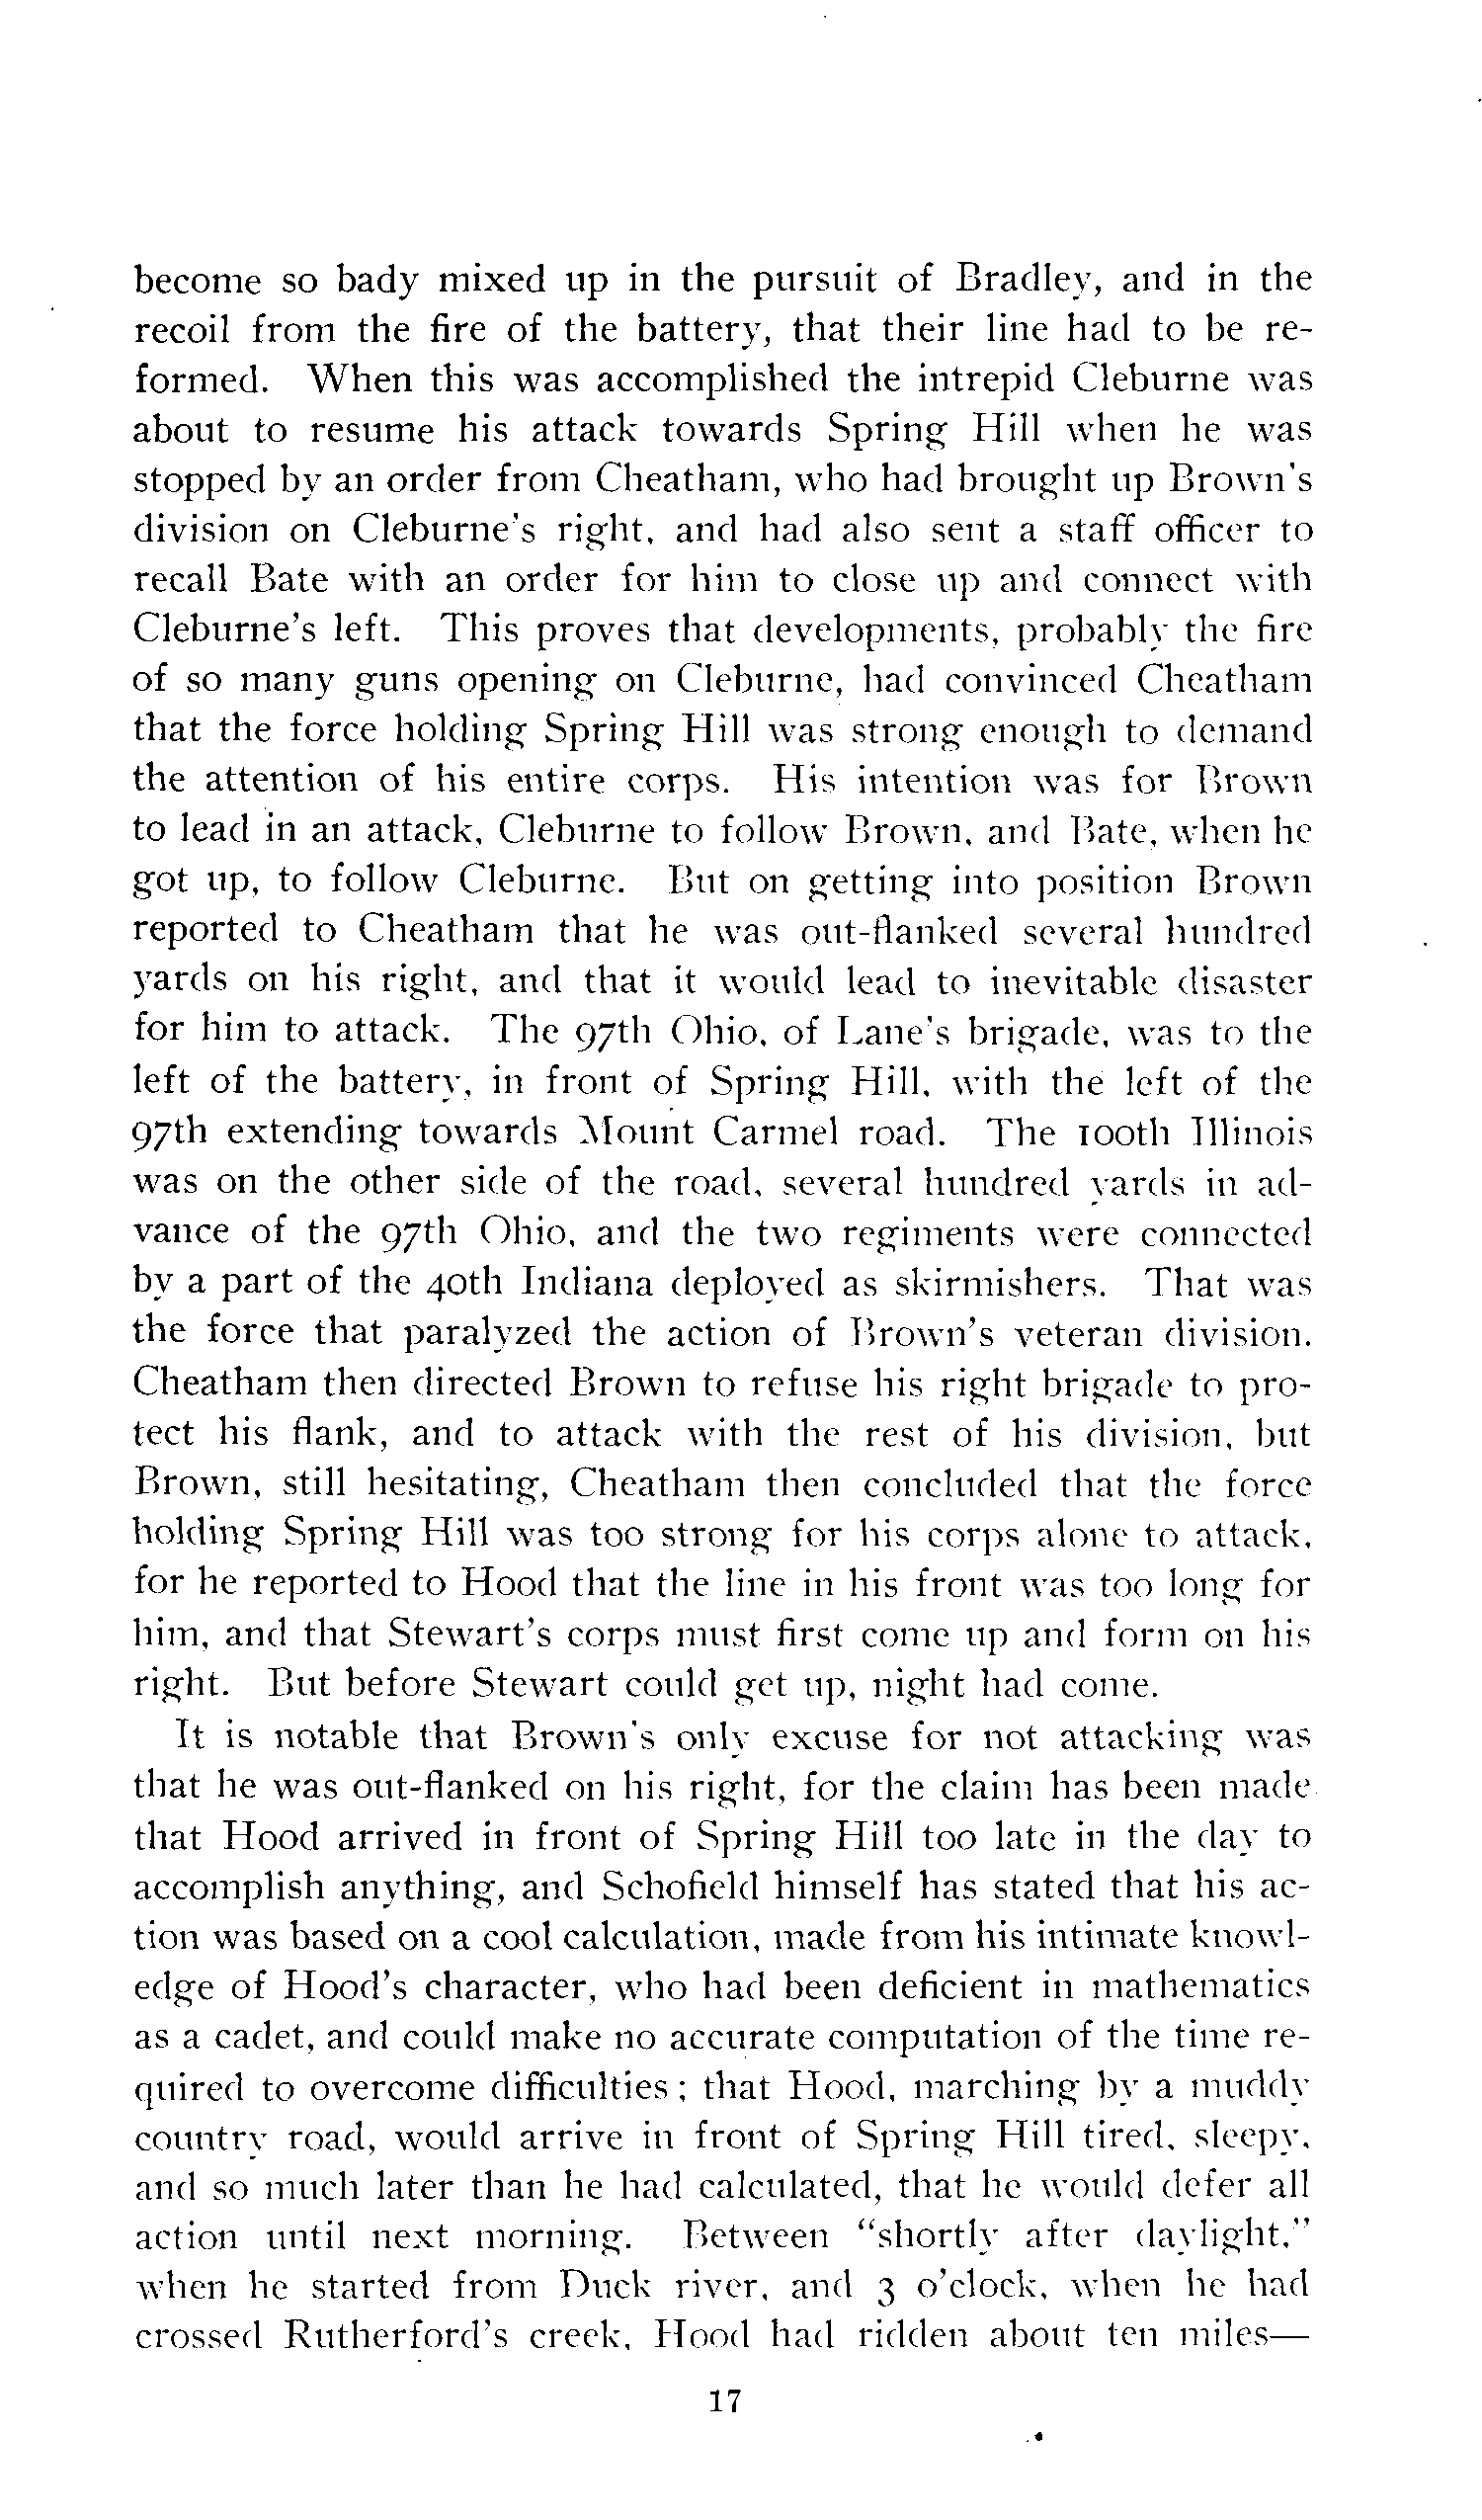 become so bady mixed up in the pursuit of Bradley, and in the
recoil from the fire of the battery, that their line had to be re-
formed. When this was accomplished the intrepid Cleburne was
about to resume his attack towards Spring Hill when he was
stopped by an order from Cheatham, who had brought up Brown's
division on Cleburne's right, and had also sent a staff officer to
recall Bate with an order for him to close up and connect with
Cleburne's left. This proves that developments, probably the fire
of so many guns opening on Cleburne, had convinced Cheatham
that the force holding Spring Hill was strong enough to demand
the attention of his entire corps. His intention was for Brown
to lead in an attack, Cleburne to follow Brown, and Bate, when he
got up, to follow Cleburne. But on getting into position Brown
reported to Cheatham that he was out-flanked several hundred
yards on his right, and that it would lead to inevitable disaster
for him to attack. The 97th Ohio, of Lane's brigade, was to the
left of the battery, in front of Spring Hill, with the left of the
97th extending towards Mount Carmel road. The 100th Illinois
was on the other side of the road, several hundred yards in ad-
vance of the 97th Ohio, and the two regiments were connected
by a part of the 40th Indiana deployed as skirmishers. That was
the force that paralyzed the action of Brown's veteran division.
Cheatham then directed Brown to refuse his right brigade to pro-
tect his flank, and to attack with the rest of his division, but
Brown, still hesitating, Cheatham then concluded that the force
holding Spring Hill was too strong for his corps alone to attack,
for he reported to Hood that the line in his front was too long for
him, and that Stewart's corps must first come up and form on his
right. But before Stewart could get up, night had come.
It is notable that Brown's only excuse for not attacking was
that he was out-flanked on his right, for the claim has been made
that Hood arrived in front of Spring Hill too late in the day to
accomplish anything, and Schofield himself has stated that his ac-
tion was based on a cool calculation, made from his intimate knowl-
edge of Hood's character, who had been deficient in mathematics
as a cadet, and could make no accurate computation of the time re-
quired to overcome difficulties; that Hood, marching by a muddy
country road, would arrive in front of Spring Hill tired, sleepy,
and so much later than he had calculated, that he would defer all
action until next morning. Between "shortly after daylight,"
when he started from Duck river, and 3 o'clock, when he had
crossed Rutherford's creek, Hood had ridden about ten miles—
17